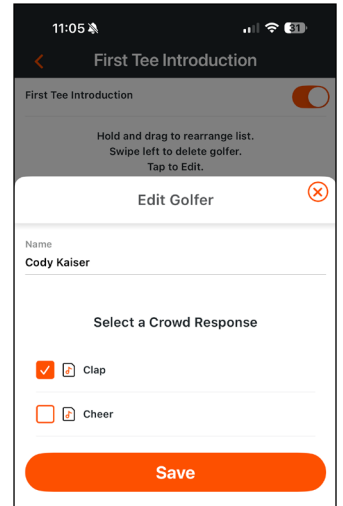 11:05
31
First Tee Introduction
First Tee Introduction
Hold and drag to rearrange list.
Swipe left to delete golfer.
Tap to Edit.
Edit Golfer
Name
Cody Kaiser
Select a Crowd Response
Clap
Cheer
Save